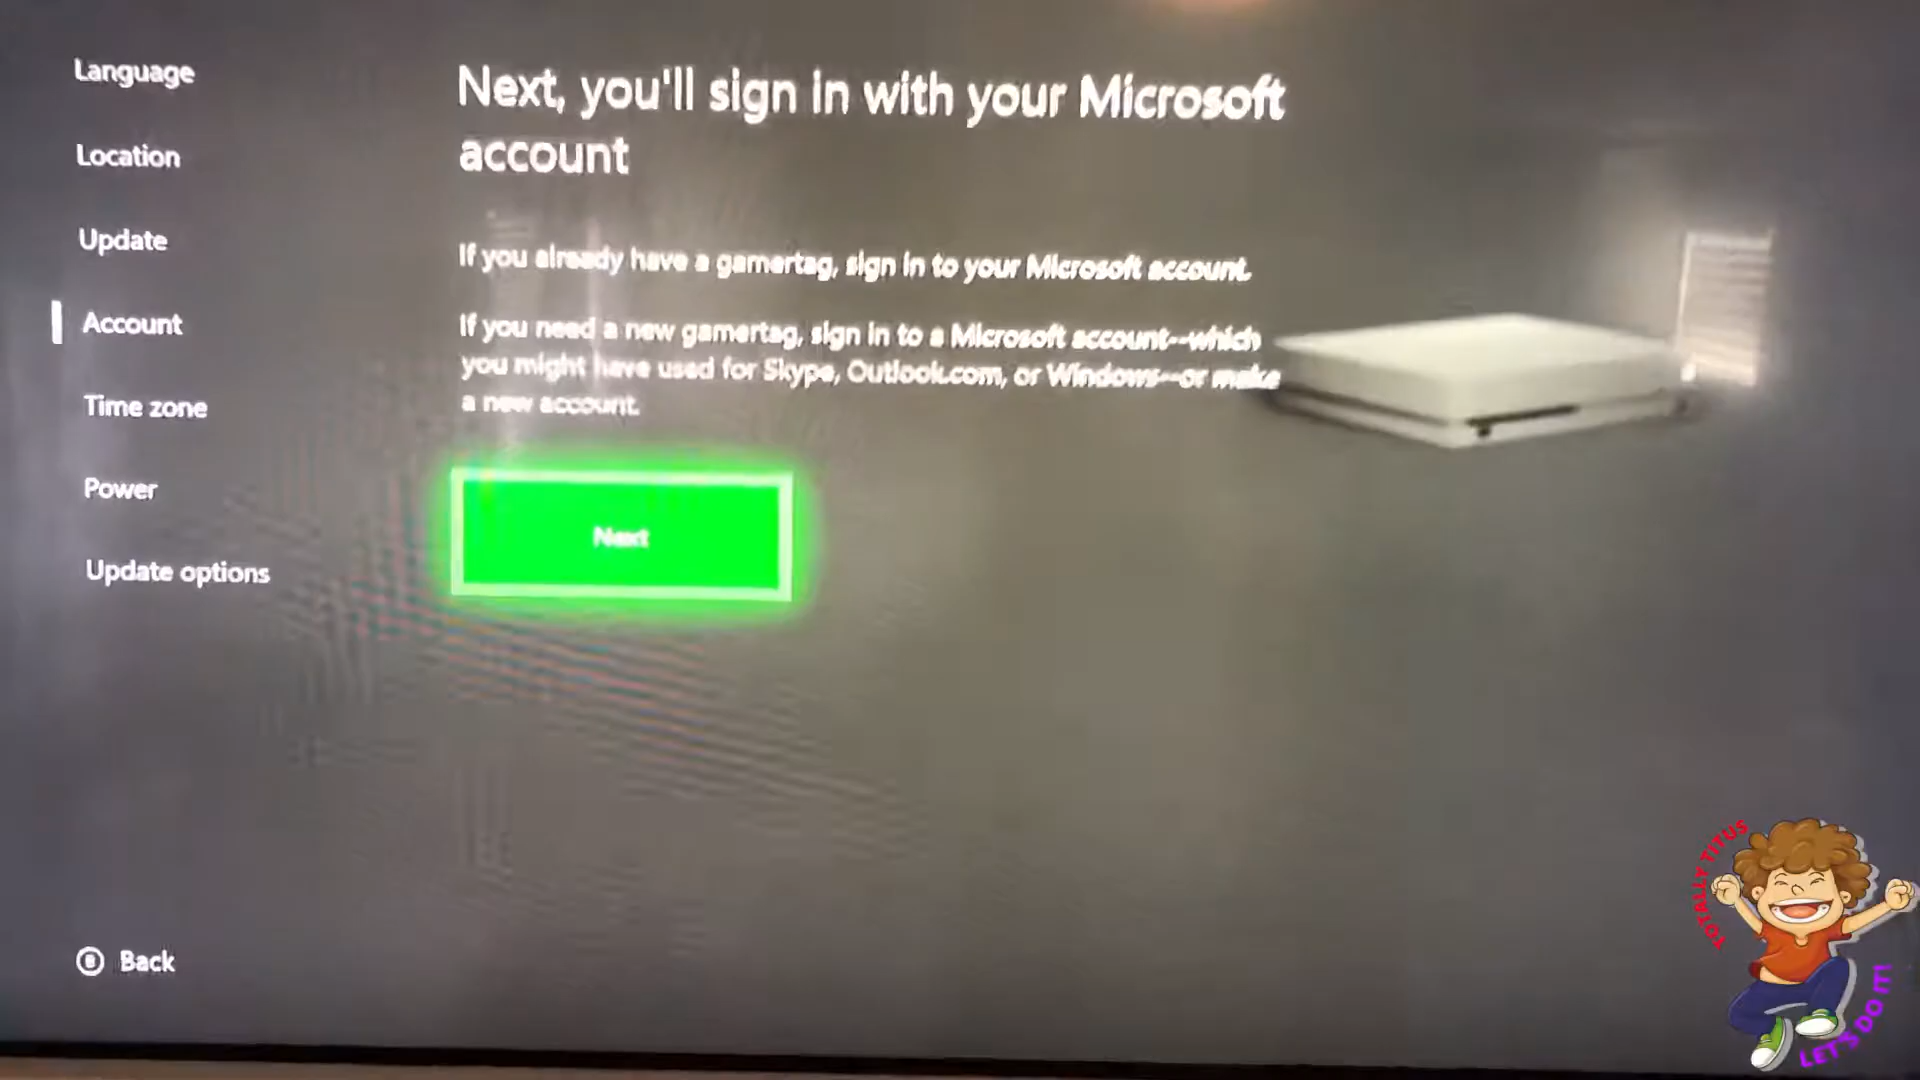 Language
Location
Update
Account
Time zone
Power
Update options
Next, you'll sign in with your Microsoft
account
If you already have a gamertag, sign in to your Microsoft account.
If you need a new gamertag, sign in to a Microsoft account--which
you might have used for Skype, Outlook.com, or Windows--or make
a new account.
Next
B Back
TOTALLY TITUS
LET'S DO IT!